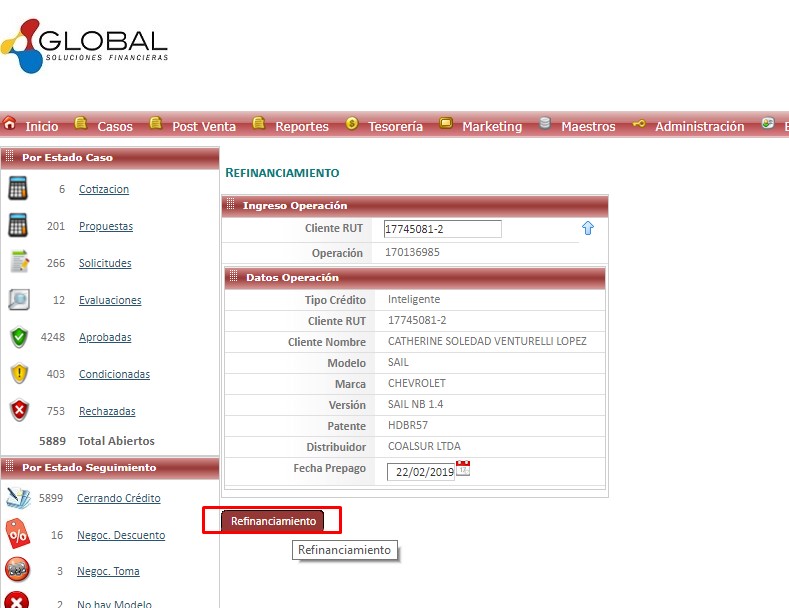 GLOBAL
SOLUCIONES FINANCIERAS
Inicio Casos Post Venta Reportes Tesorería Marketing Maestros Administración
Por Estado Caso
6 Cotizacion
201 Propuestas
266 Solicitudes
12 Evaluaciones
4248 Aprobadas
403 Condicionadas
753 Rechazadas
5889 Total Abiertos
Por Estado Seguimiento
5899 Cerrando Crédito
16 Negoc. Descuento
3 Negoc. Toma
2 No hay Modelo
REFINANCIAMIENTO
Ingreso Operación
Cliente RUT 17745081-2
Operación 170136985
Datos Operación
Tipo Crédito Inteligente
Cliente RUT 17745081-2
Cliente Nombre CATHERINE SOLEDAD VENTURELLI LOPEZ
Modelo SAIL
Marca CHEVROLET
Versión SAIL NB 1.4
Patente HDBR57
Distribuidor COALSUR LTDA
Fecha Prepago 22/02/2019
Refinanciamiento
Refinanciamiento